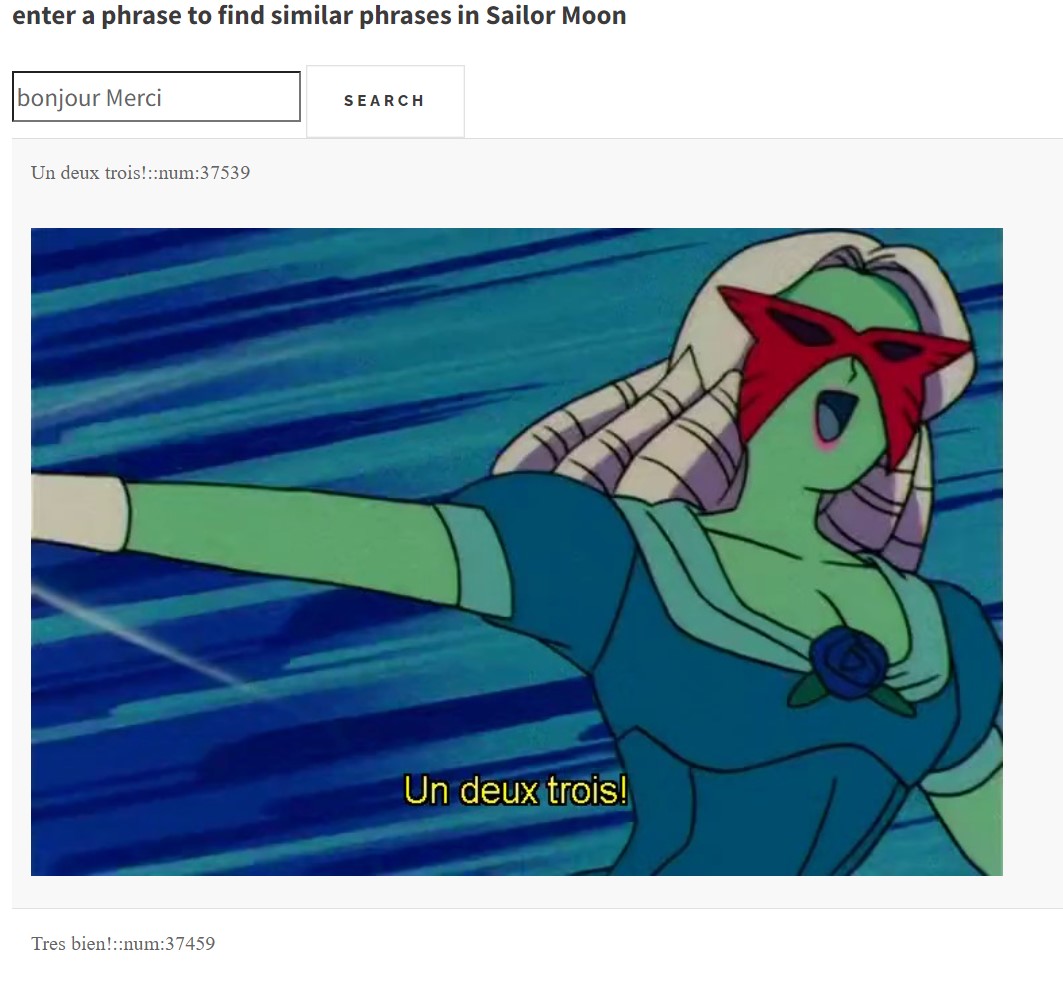 enter a phrase to find similar phrases in Sailor Moon
bonjour Merci
SEARCH
Un deux trois!::num:37539
Un deux trois!
Tres bien!::num:37459